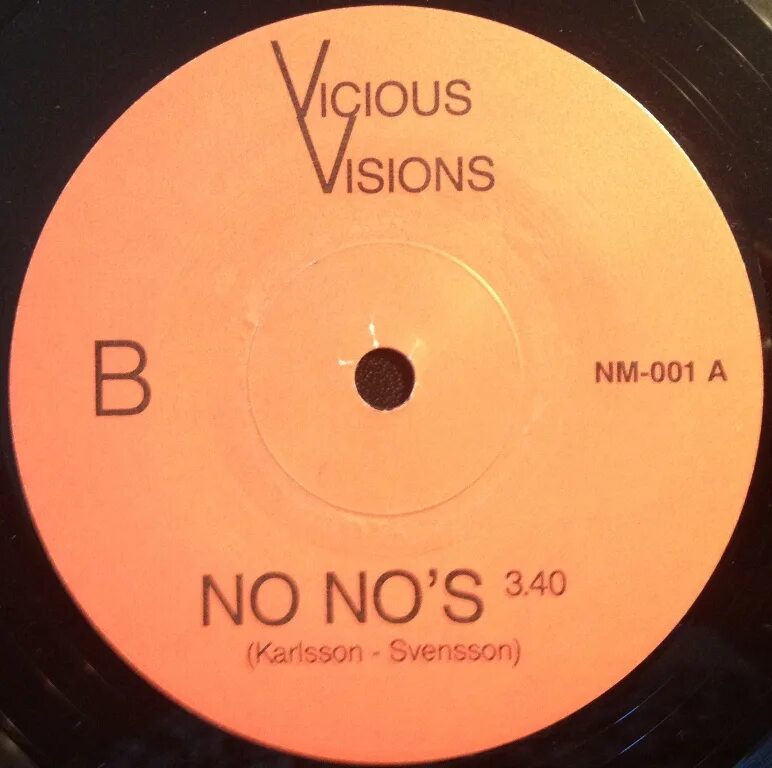 VICIOUS
VISIONS
B
NM-001 A
NO NO'S 3.40
(Karlsson - Svensson)